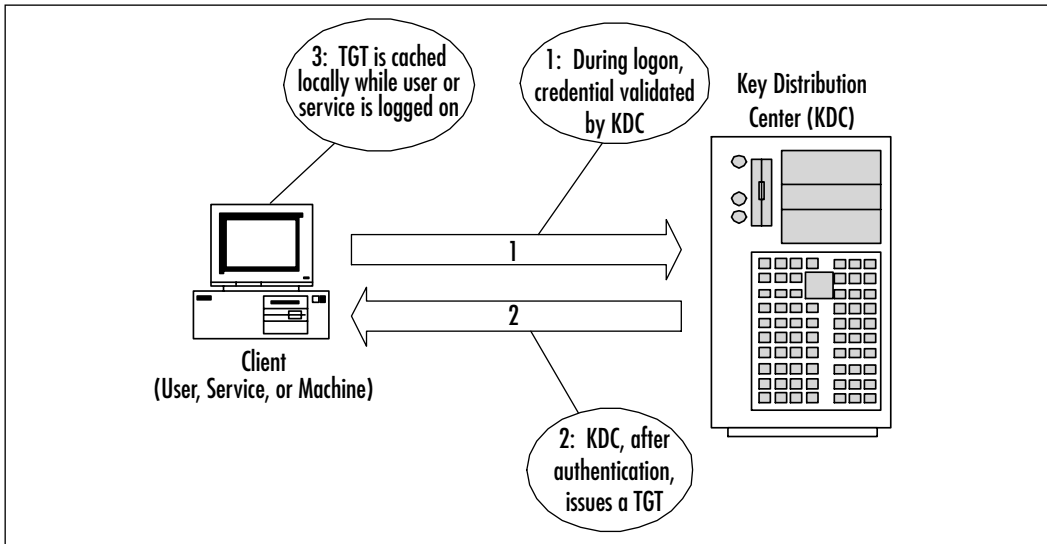 3: TGT is cached
locally while user or
service is logged on
1: During logon,
credential validated
by KDC
Key Distribution
Center (KDC)
1
2
Client
(User, Service, or Machine)
2: KDC, after
authentication,
issues a TGT